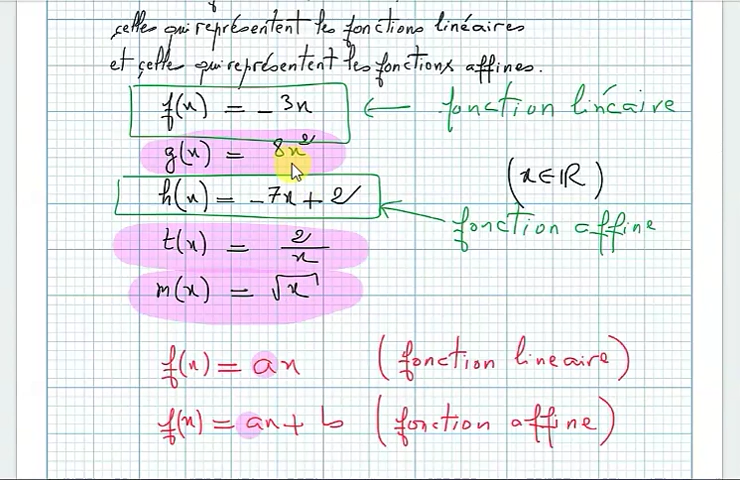 celles qui représentent les fonctions linéaires
et celles qui représentent les fonctions affines.
f(x) = -3x ← fonction linéaire
g(x) = 8x²
(x ∈ ℝ)
h(x) = -7x + 2 ← fonction affine
t(x) = 2/x
m(x) = √x
f(x) = ax (fonction lineaire)
f(x) = ax + b (fonction affine)